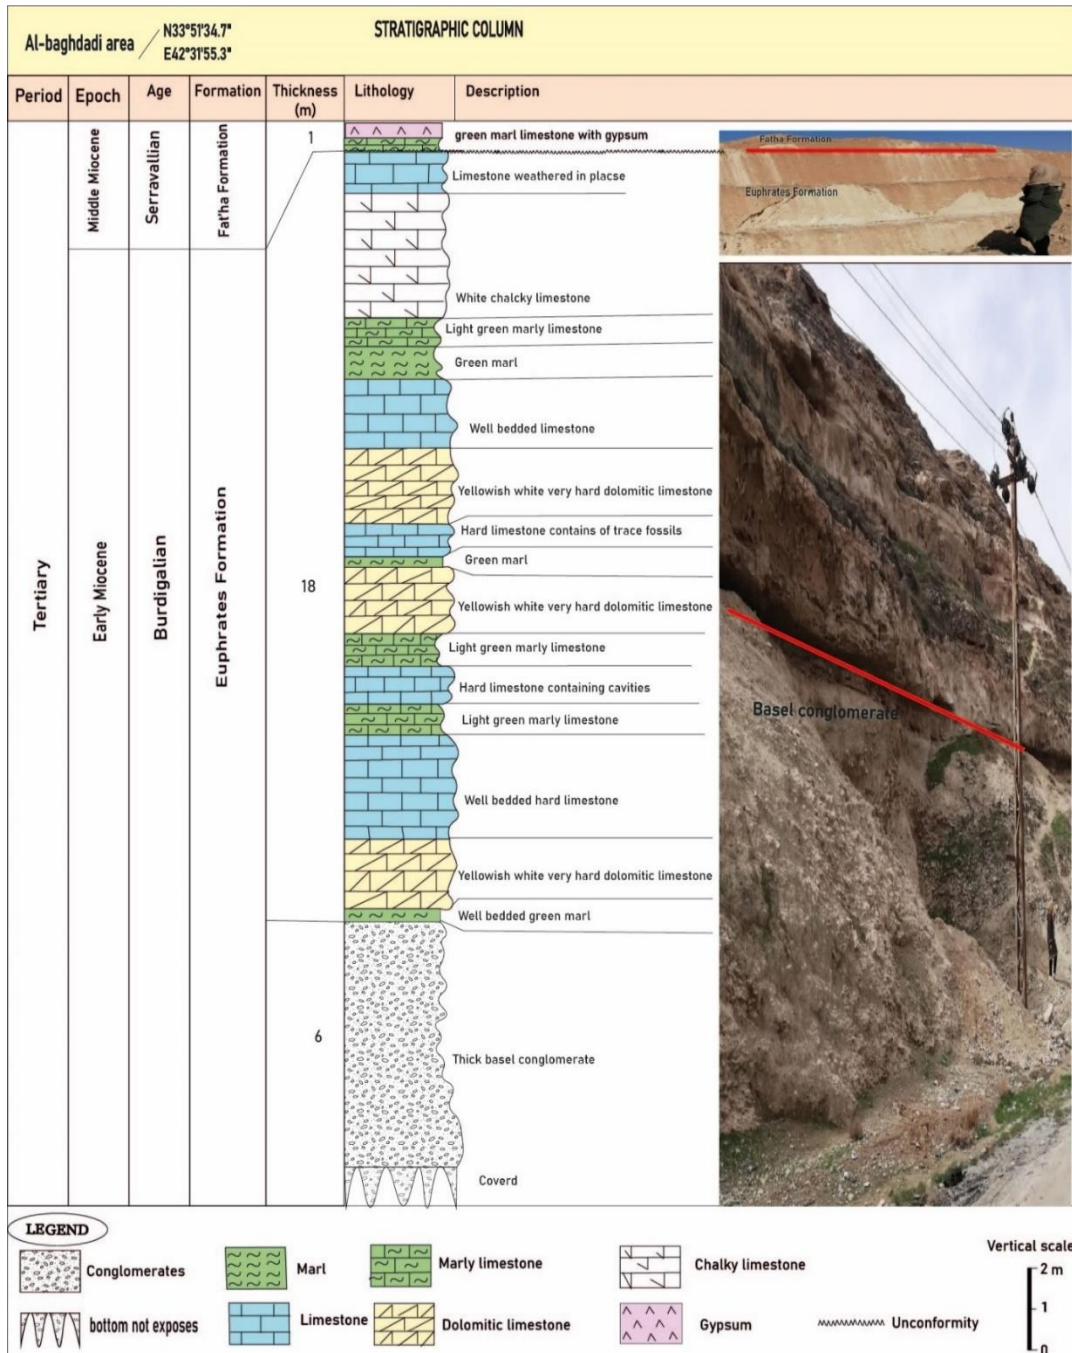 Al-baghdadi area
N33°51'34.7"
E42°31'55.3"
STRATIGRAPHIC COLUMN
Period
Epoch
Age
Formation
Thickness
(m)
Lithology
Description
Tertiary
Middle Miocene
Early Miocene
Serravallian
Burdigalian
Fat'ha Formation
Euphrates Formation
1
18
6
green marl limestone with gypsum
Limestone weathered in placse
White chalcky limestone
Light green marly limestone
Green marl
Well bedded limestone
Yellowish white very hard dolomitic limestone
Hard limestone contains of trace fossils
Green marl
Yellowish white very hard dolomitic limestone
Light green marly limestone
Hard limestone containing cavities
Light green marly limestone
Well bedded hard limestone
Yellowish white very hard dolomitic limestone
Well bedded green marl
Thick basel conglomerate
Coverd
Fatha Formation
Euphrates Formation
Basel conglomerate
LEGEND
Conglomerates
Marl
Marly limestone
Chalky limestone
bottom not exposes
Limestone
Dolomitic limestone
Gypsum
Unconformity
Vertical scale
2 m
1
0